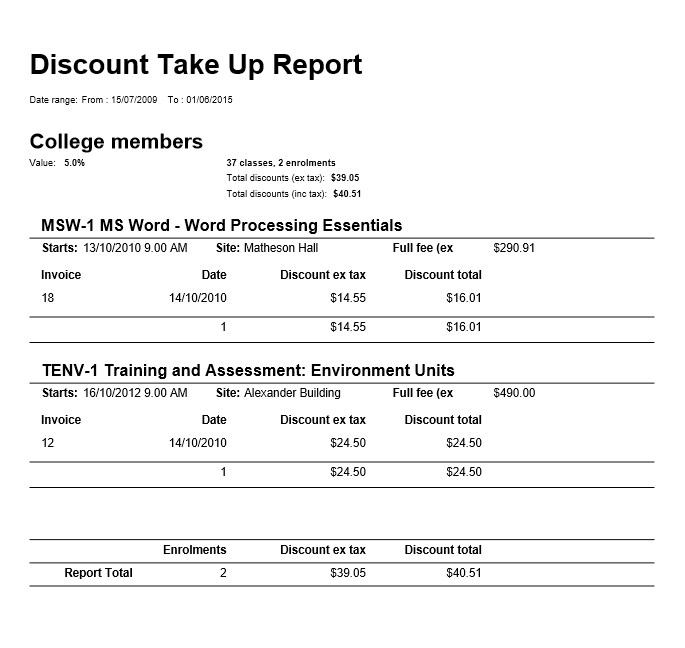 Discount Take Up Report
Date range: From : 15/07/2009 To : 01/06/2015
College members
Value: 5.0% 37 classes, 2 enrolments
Total discounts (ex tax): $39.05
Total discounts (inc tax): $40.51
MSW-1 MS Word - Word Processing Essentials
Starts: 13/10/2010 9.00 AM Site: Matheson Hall Full fee (ex $290.91
Invoice Date Discount ex tax Discount total
18 14/10/2010 $14.55 $16.01
1 $14.55 $16.01
TENV-1 Training and Assessment: Environment Units
Starts: 16/10/2012 9.00 AM Site: Alexander Building Full fee (ex $490.00
Invoice Date Discount ex tax Discount total
12 14/10/2010 $24.50 $24.50
1 $24.50 $24.50
Enrolments Discount ex tax Discount total
Report Total 2 $39.05 $40.51